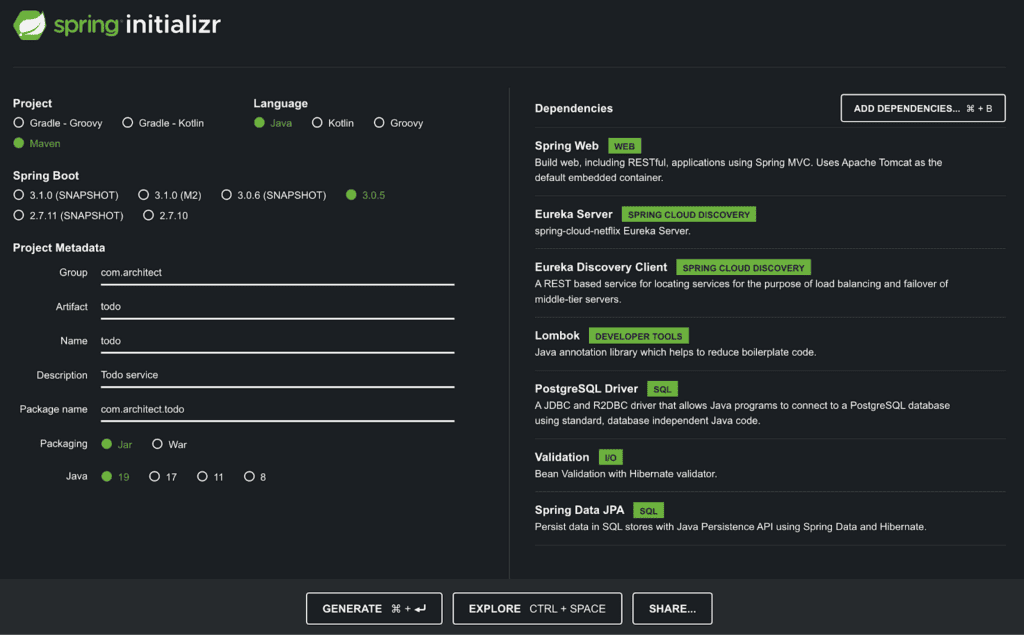 spring initializr
Project
Gradle - Groovy Gradle - Kotlin
Maven
Language
Java Kotlin Groovy
Spring Boot
3.1.0 (SNAPSHOT) 3.1.0 (M2) 3.0.6 (SNAPSHOT) 3.0.5
2.7.11 (SNAPSHOT) 2.7.10
Project Metadata
Group com.architect
Artifact todo
Name todo
Description Todo service
Package name com.architect.todo
Packaging Jar War
Java 19 17 11 8
Dependencies ADD DEPENDENCIES... ⌘ + B
Spring Web WEB
Build web, including RESTful, applications using Spring MVC. Uses Apache Tomcat as the
default embedded container.
Eureka Server SPRING CLOUD DISCOVERY
spring-cloud-netflix Eureka Server.
Eureka Discovery Client SPRING CLOUD DISCOVERY
A REST based service for locating services for the purpose of load balancing and failover of
middle-tier servers.
Lombok DEVELOPER TOOLS
Java annotation library which helps to reduce boilerplate code.
PostgreSQL Driver SQL
A JDBC and R2DBC driver that allows Java programs to connect to a PostgreSQL database
using standard, database independent Java code.
Validation I/O
Bean Validation with Hibernate validator.
Spring Data JPA SQL
Persist data in SQL stores with Java Persistence API using Spring Data and Hibernate.
GENERATE ⌘ + ↵ EXPLORE CTRL + SPACE SHARE...